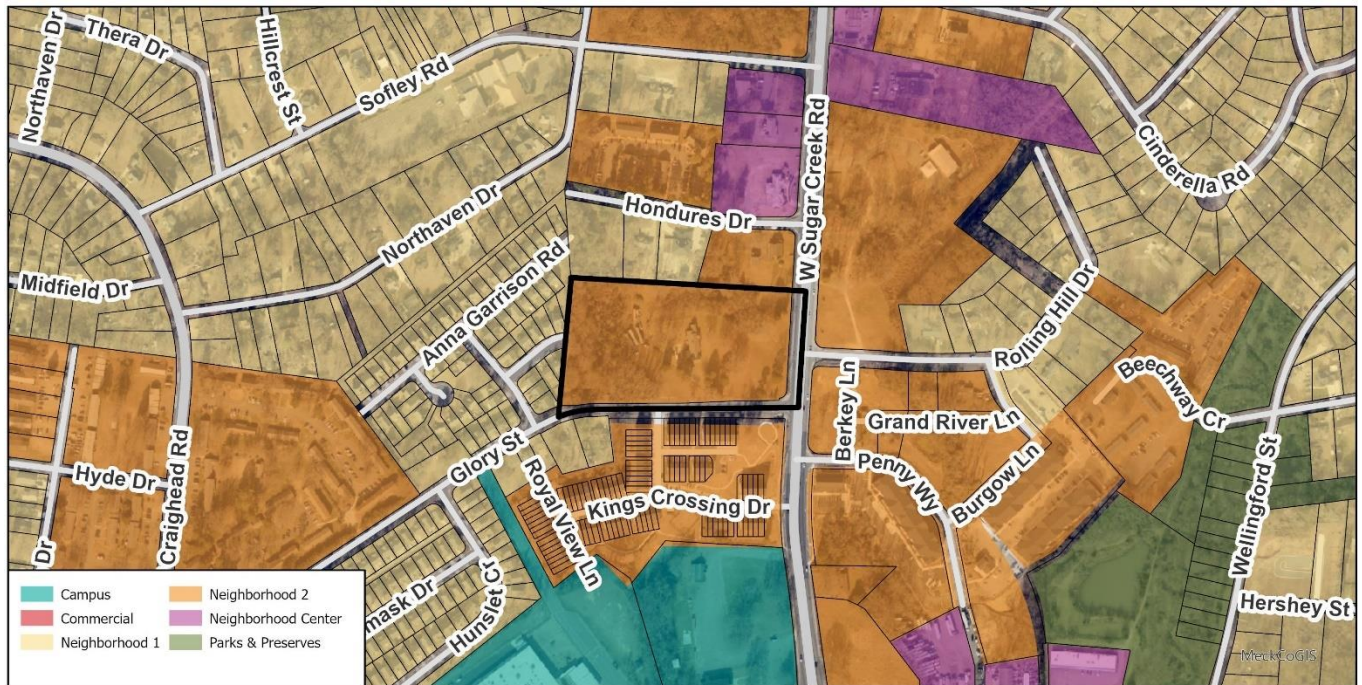 Northaven Dr
Thera Dr
Hillcrest St
Sofley Rd
W Sugar Creek Rd
Cinderella Rd
Northaven Dr
Hondures Dr
Midfield Dr
Anna Garrison Rd
Rolling Hill Dr
Berkey Ln
Beechway Cr
Grand River Ln
Glory St
Hyde Dr
Craighead Rd
Royal View Ln
Kings Crossing Dr
Penny Wy
Burgow Ln
Wellingford St
Dr
mask Dr
Hunslet Cr
Hershey St
Campus
Commercial
Neighborhood 1
Neighborhood 2
Neighborhood Center
Parks & Preserves
MeckCoGIS